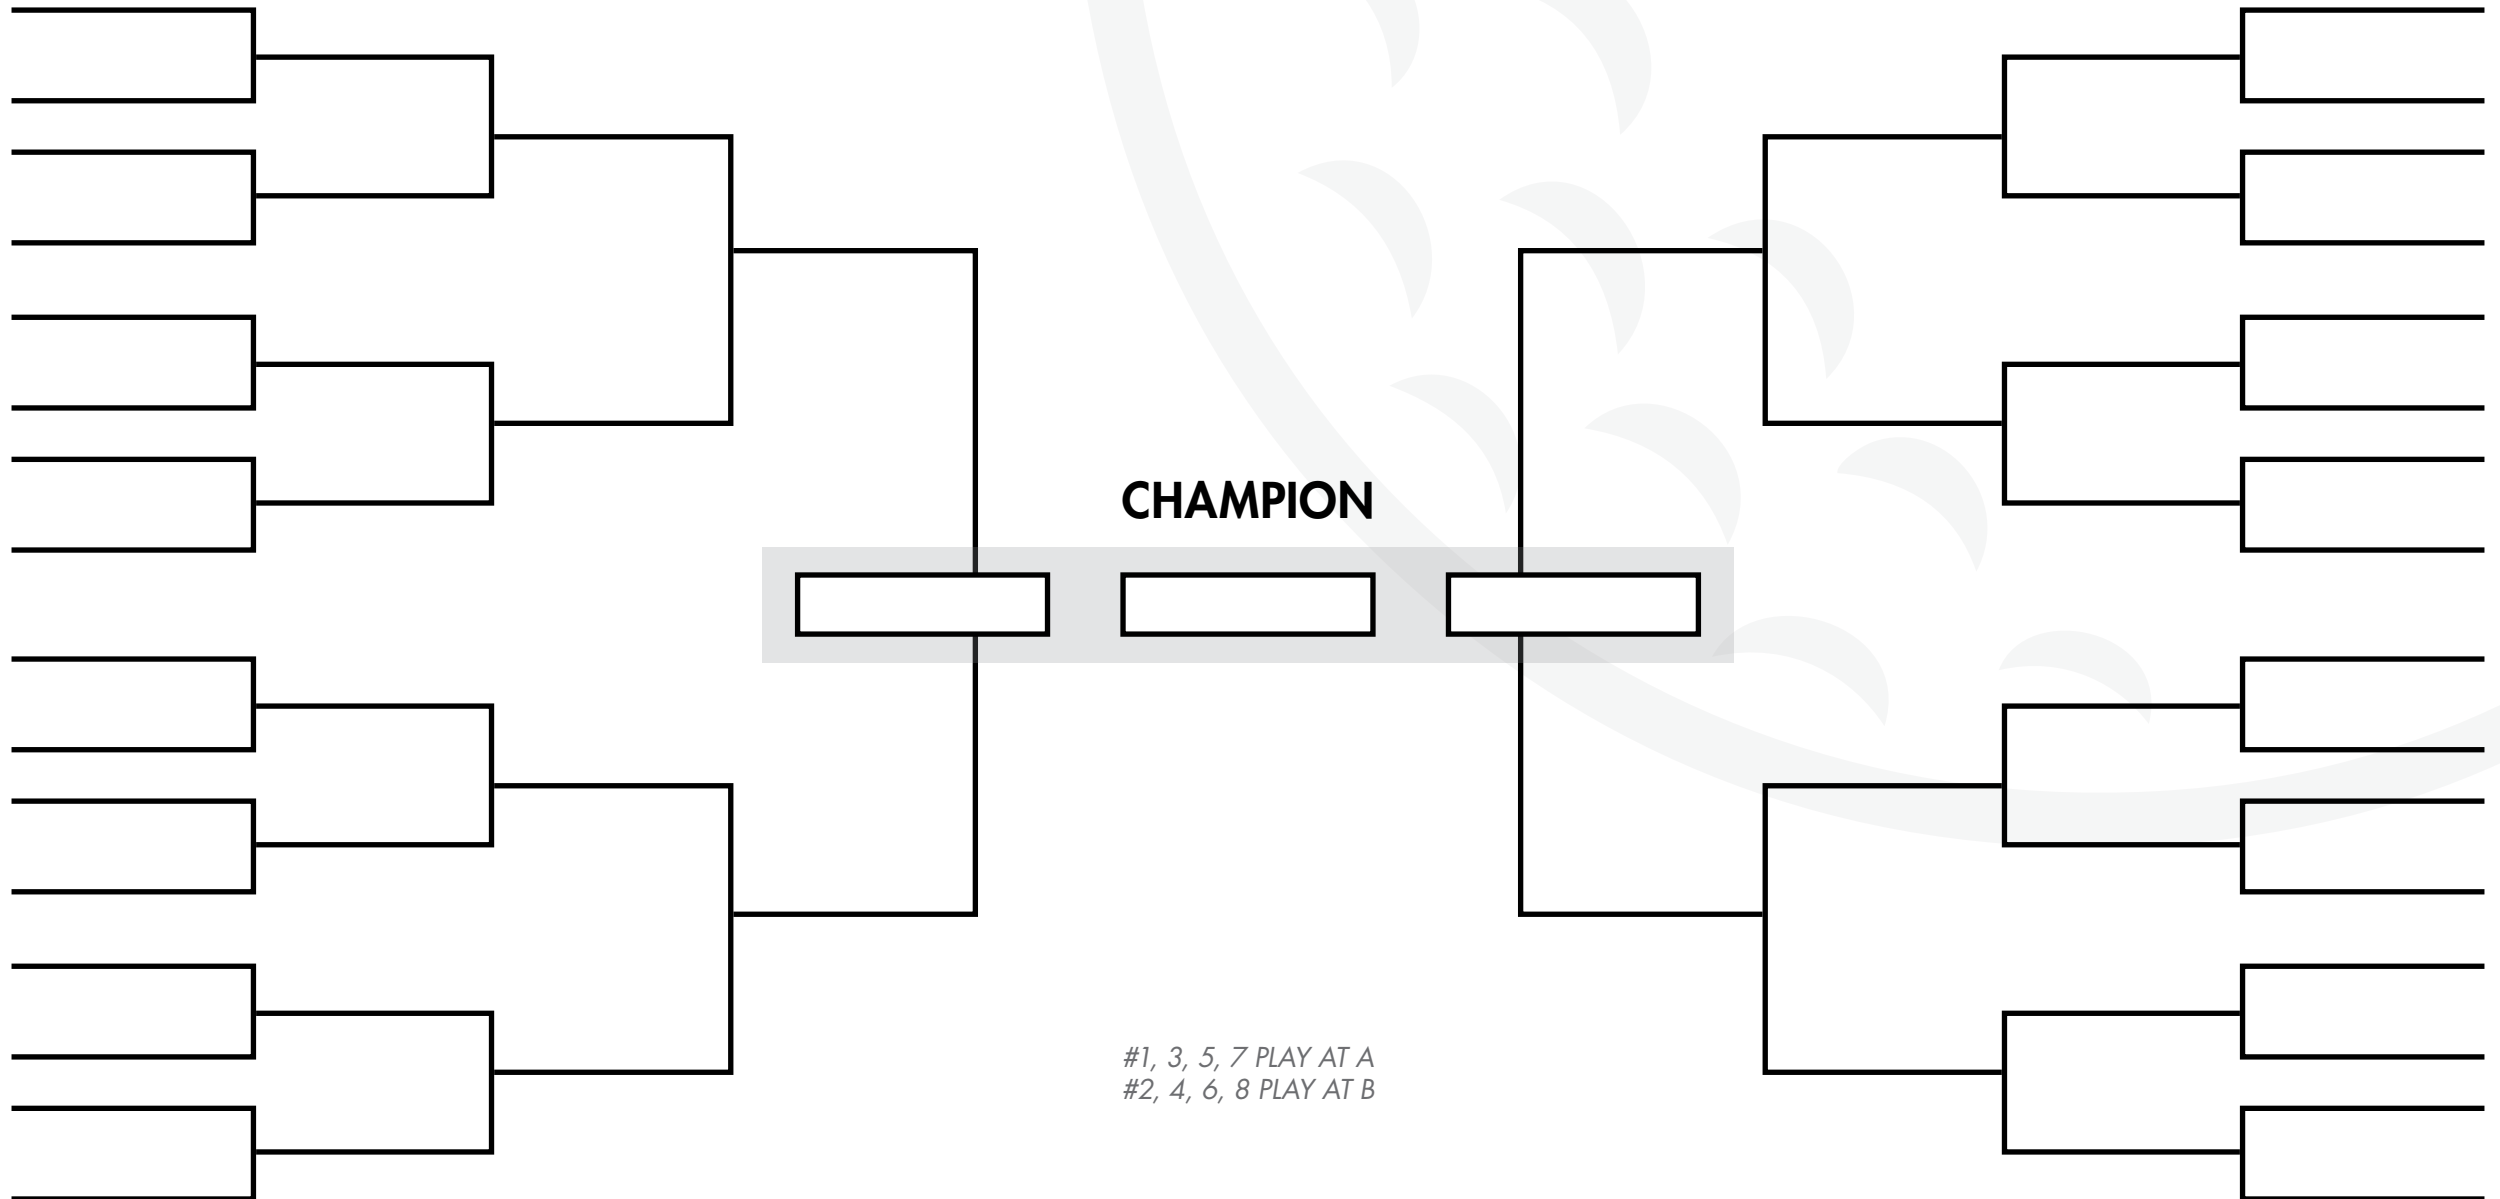 CHAMPION
#1, 3, 5, 7 PLAY AT A
#2, 4, 6, 8 PLAY AT B